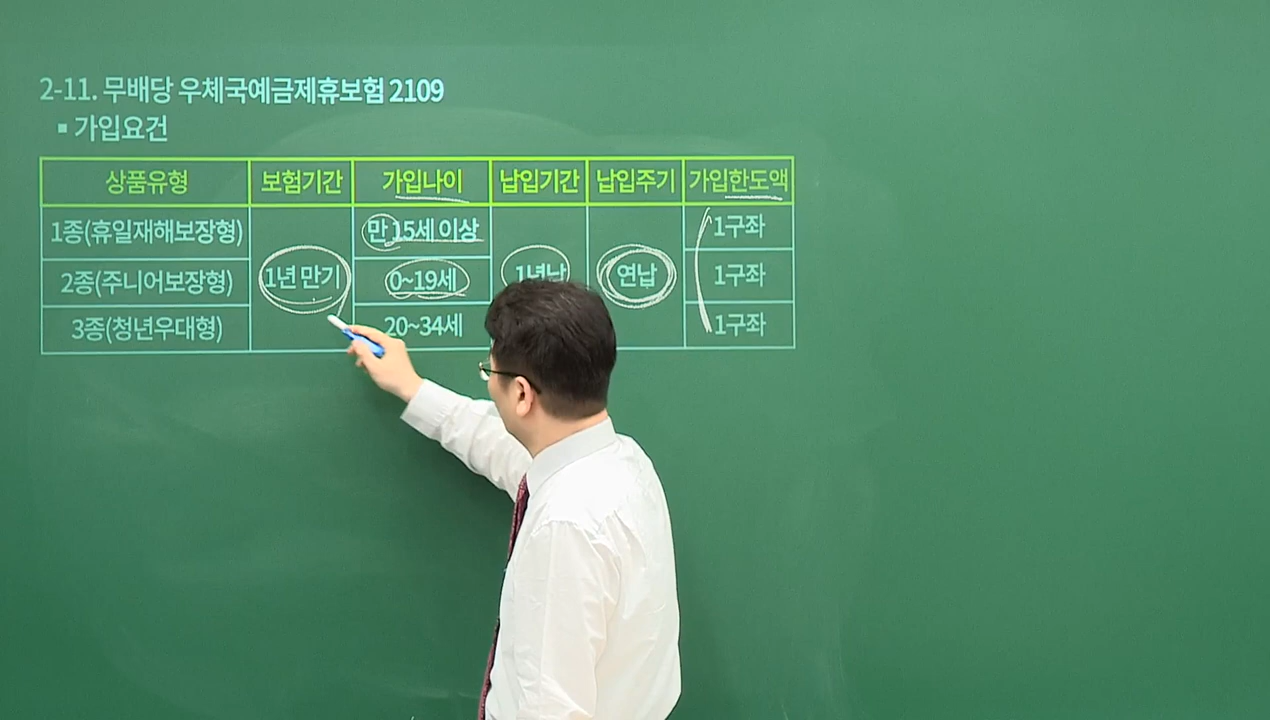 2-11. 무배당 우체국예금제휴보험 2109
▪ 가입요건
상품유형 보험기간 가입나이 납입기간 납입주기 가입한도액
1종(휴일재해보장형) 만 15세 이상 1구좌
2종(주니어보장형) 1년 만기 0~19세 1년납 연납 1구좌
3종(청년우대형) 20~34세 1구좌